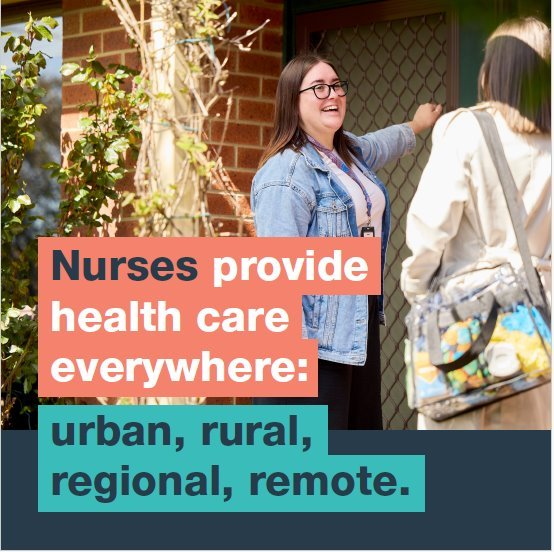 Nurses provide
health care
everywhere:
urban, rural,
regional, remote.